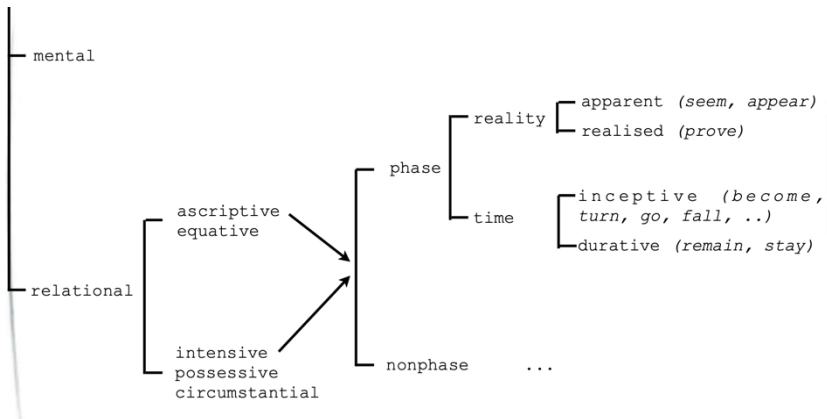 mental
apparent (seem, appear)
reality
realised (prove)
phase
inceptive (become,
turn, go, fall, ..)
time
durative (remain, stay)
ascriptive
equative
relational
intensive
possessive
circumstantial
nonphase ...